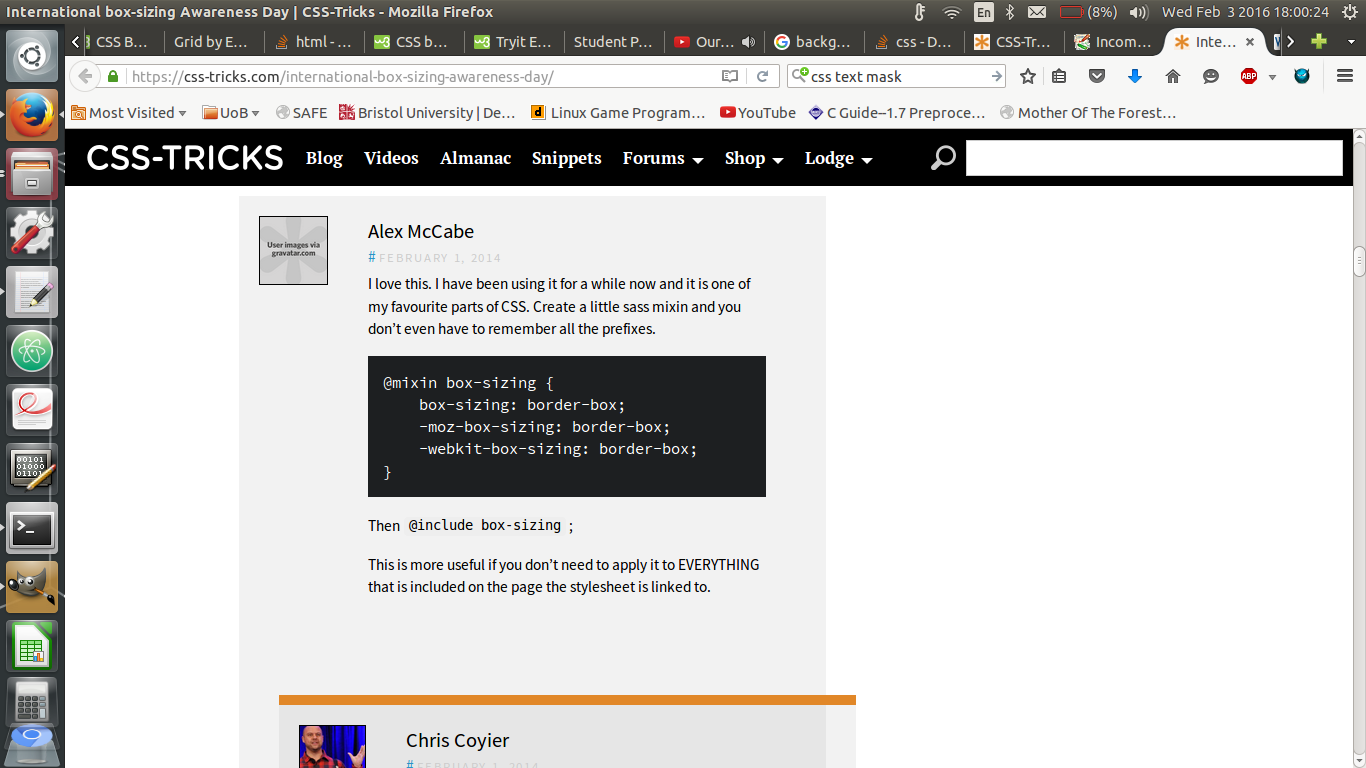 International box-sizing Awareness Day | CSS-Tricks - Mozilla Firefox
En
(8%)
Wed Feb 3 2016 18:00:24
CSS B...
Grid by E...
html - ...
CSS b...
Tryit E...
Student P...
Our...
backg...
css - D...
CSS-Tr...
Incom...
Inte...
https://css-tricks.com/international-box-sizing-awareness-day/
css text mask
ABP
Most Visited
UoB
SAFE
Bristol University | De...
Linux Game Program...
YouTube
C Guide--1.7 Preproce...
Mother Of The Forest...
CSS-TRICKS
Blog
Videos
Almanac
Snippets
Forums
Shop
Lodge
User images via
gravatar.com
Alex McCabe
# FEBRUARY 1, 2014
I love this. I have been using it for a while now and it is one of
my favourite parts of CSS. Create a little sass mixin and you
don’t even have to remember all the prefixes.
@mixin box-sizing {
box-sizing: border-box;
-moz-box-sizing: border-box;
-webkit-box-sizing: border-box;
}
Then @include box-sizing ;
This is more useful if you don’t need to apply it to EVERYTHING
that is included on the page the stylesheet is linked to.
Chris Coyier
# FEBRUARY 1, 2014